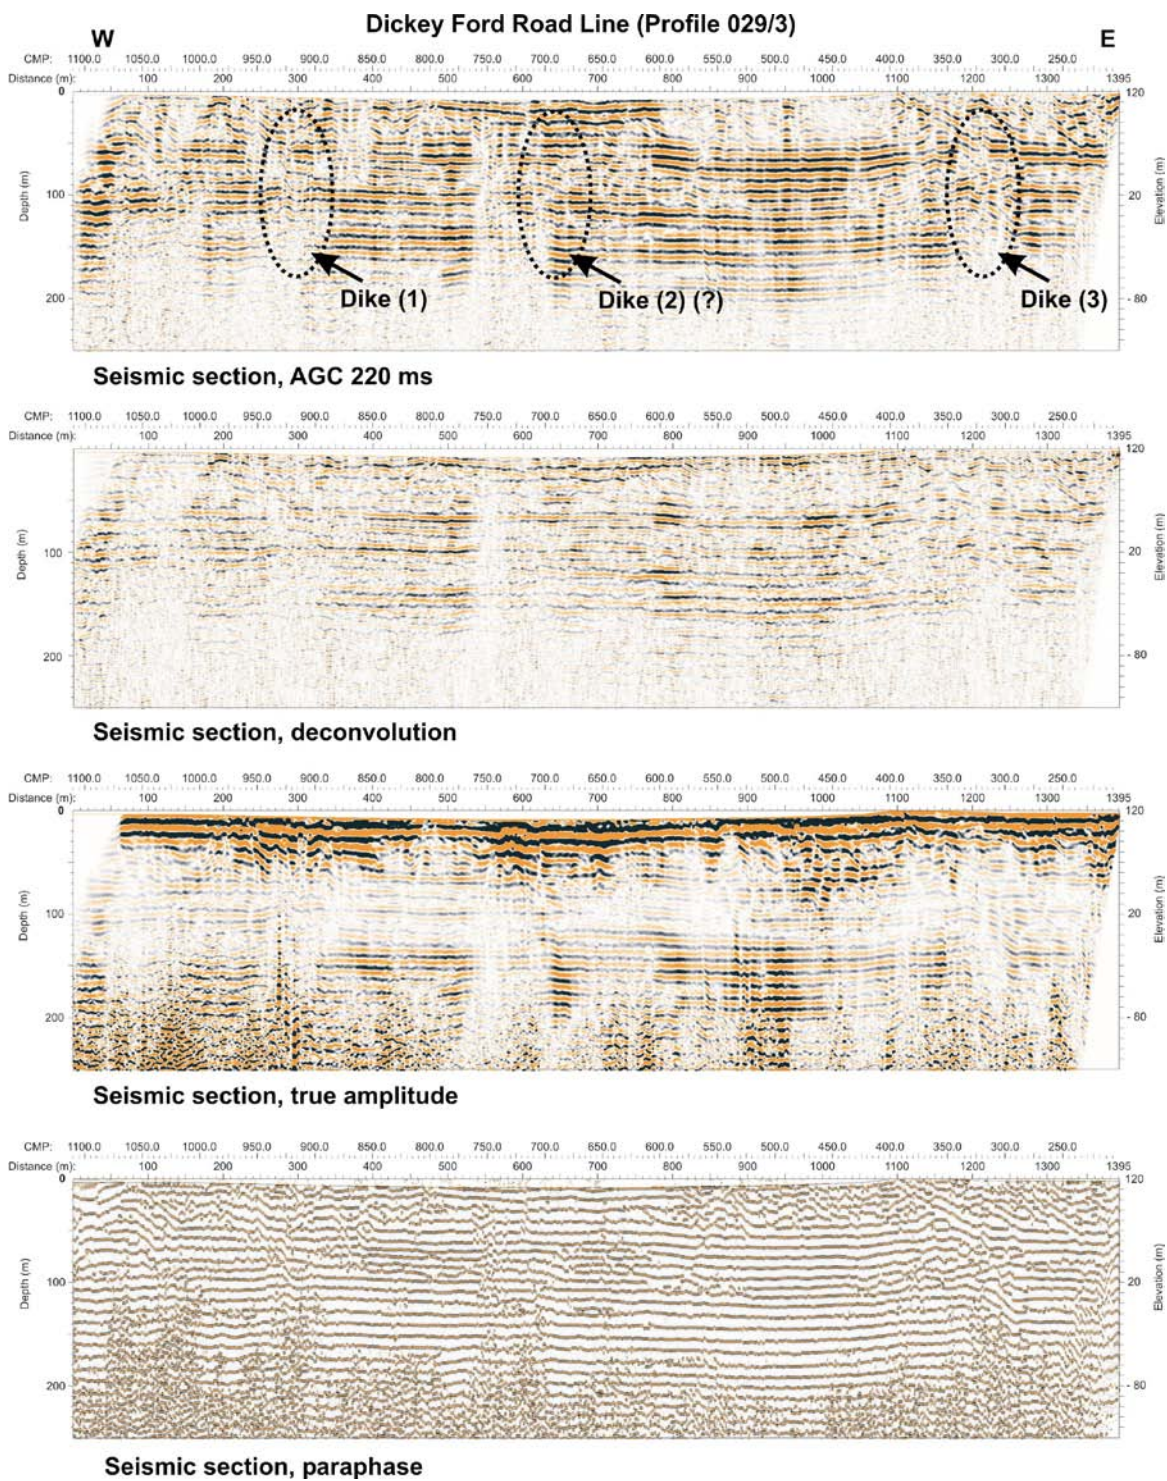 Dickey Ford Road Line (Profile 029/3)
W E
CMP: 1100.0 1050.0 1000.0 950.0 900.0 850.0 800.0 750.0 700.0 650.0 600.0 550.0 500.0 450.0 400.0 350.0 300.0 250.0
Distance (m): 100 200 300 400 500 600 700 800 900 1000 1100 1200 1300 1395
0 120
Depth (m) 100 20 Elevation (m)
200 - 80
Dike (1) Dike (2) (?) Dike (3)
Seismic section, AGC 220 ms
CMP: 1100.0 1050.0 1000.0 950.0 900.0 850.0 800.0 750.0 700.0 650.0 600.0 550.0 500.0 450.0 400.0 350.0 300.0 250.0
Distance (m): 100 200 300 400 500 600 700 800 900 1000 1100 1200 1300 1395
120
Depth (m) 100 20 Elevation (m)
200 - 80
Seismic section, deconvolution
CMP: 1100.0 1050.0 1000.0 950.0 900.0 850.0 800.0 750.0 700.0 650.0 600.0 550.0 500.0 450.0 400.0 350.0 300.0 250.0
Distance (m): 100 200 300 400 500 600 700 800 900 1000 1100 1200 1300 1395
0 120
Depth (m) 100 20 Elevation (m)
200 - 80
Seismic section, true amplitude
CMP: 1100.0 1050.0 1000.0 950.0 900.0 850.0 800.0 750.0 700.0 650.0 600.0 550.0 500.0 450.0 400.0 350.0 300.0 250.0
Distance (m): 100 200 300 400 500 600 700 800 900 1000 1100 1200 1300 1395
0 120
Depth (m) 100 20 Elevation (m)
200 - 80
Seismic section, paraphase